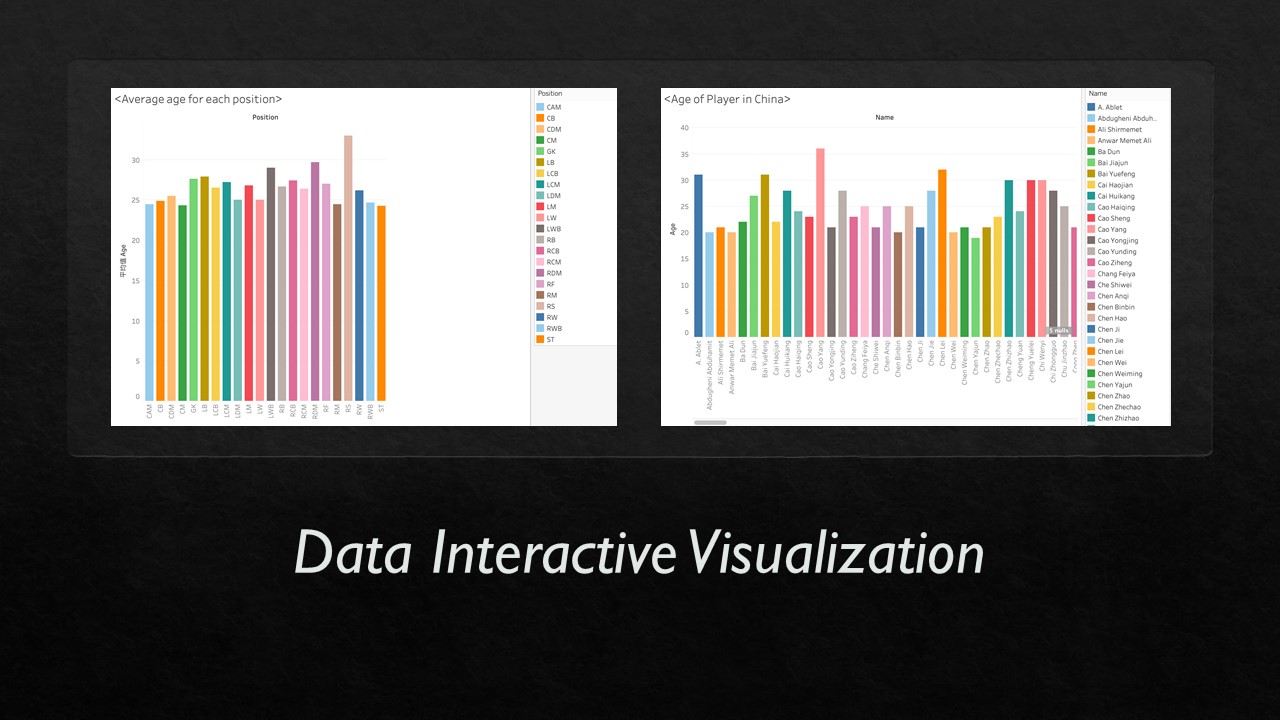 <Average age for each position>
Position
平均值 Age
30
25
20
15
10
5
0
CAM
CB
CDM
CM
GK
LB
LCB
LCM
LDM
LM
LW
LWB
RB
RCB
RCM
RDM
RF
RM
RS
RW
RWB
ST
Position
CAM
CB
CDM
CM
GK
LB
LCB
LCM
LDM
LM
LW
LWB
RB
RCB
RCM
RDM
RF
RM
RS
RW
RWB
ST
<Age of Player in China>
Name
Age
40
35
30
25
20
15
10
5
0
5 nulls
A. Ablet
Abdugheni Abduhamit
Ali Shirmemet
Anwar Memet Ali
Ba Dun
Bai Jiajun
Bai Yuefeng
Cai Haojian
Cai Huikang
Cao Haiqing
Cao Sheng
Cao Yang
Cao Yongjing
Cao Yunding
Cao Ziheng
Chang Feiya
Che Shiwei
Chen Anqi
Chen Binbin
Chen Hao
Chen Ji
Chen Jie
Chen Lei
Chen Wei
Chen Weiming
Chen Yajun
Chen Zhao
Chen Zhechao
Chen Zhizhao
Cheng Yuan
Cheng Yuelei
Chi Wenyi
Chi Zhongguo
Chu Jinzhao
Name
A. Ablet
Abdugheni Abduh..
Ali Shirmemet
Anwar Memet Ali
Ba Dun
Bai Jiajun
Bai Yuefeng
Cai Haojian
Cai Huikang
Cao Haiqing
Cao Sheng
Cao Yang
Cao Yongjing
Cao Yunding
Cao Ziheng
Chang Feiya
Che Shiwei
Chen Anqi
Chen Binbin
Chen Hao
Chen Ji
Chen Jie
Chen Lei
Chen Wei
Chen Weiming
Chen Yajun
Chen Zhao
Chen Zhechao
Chen Zhizhao
Data Interactive Visualization